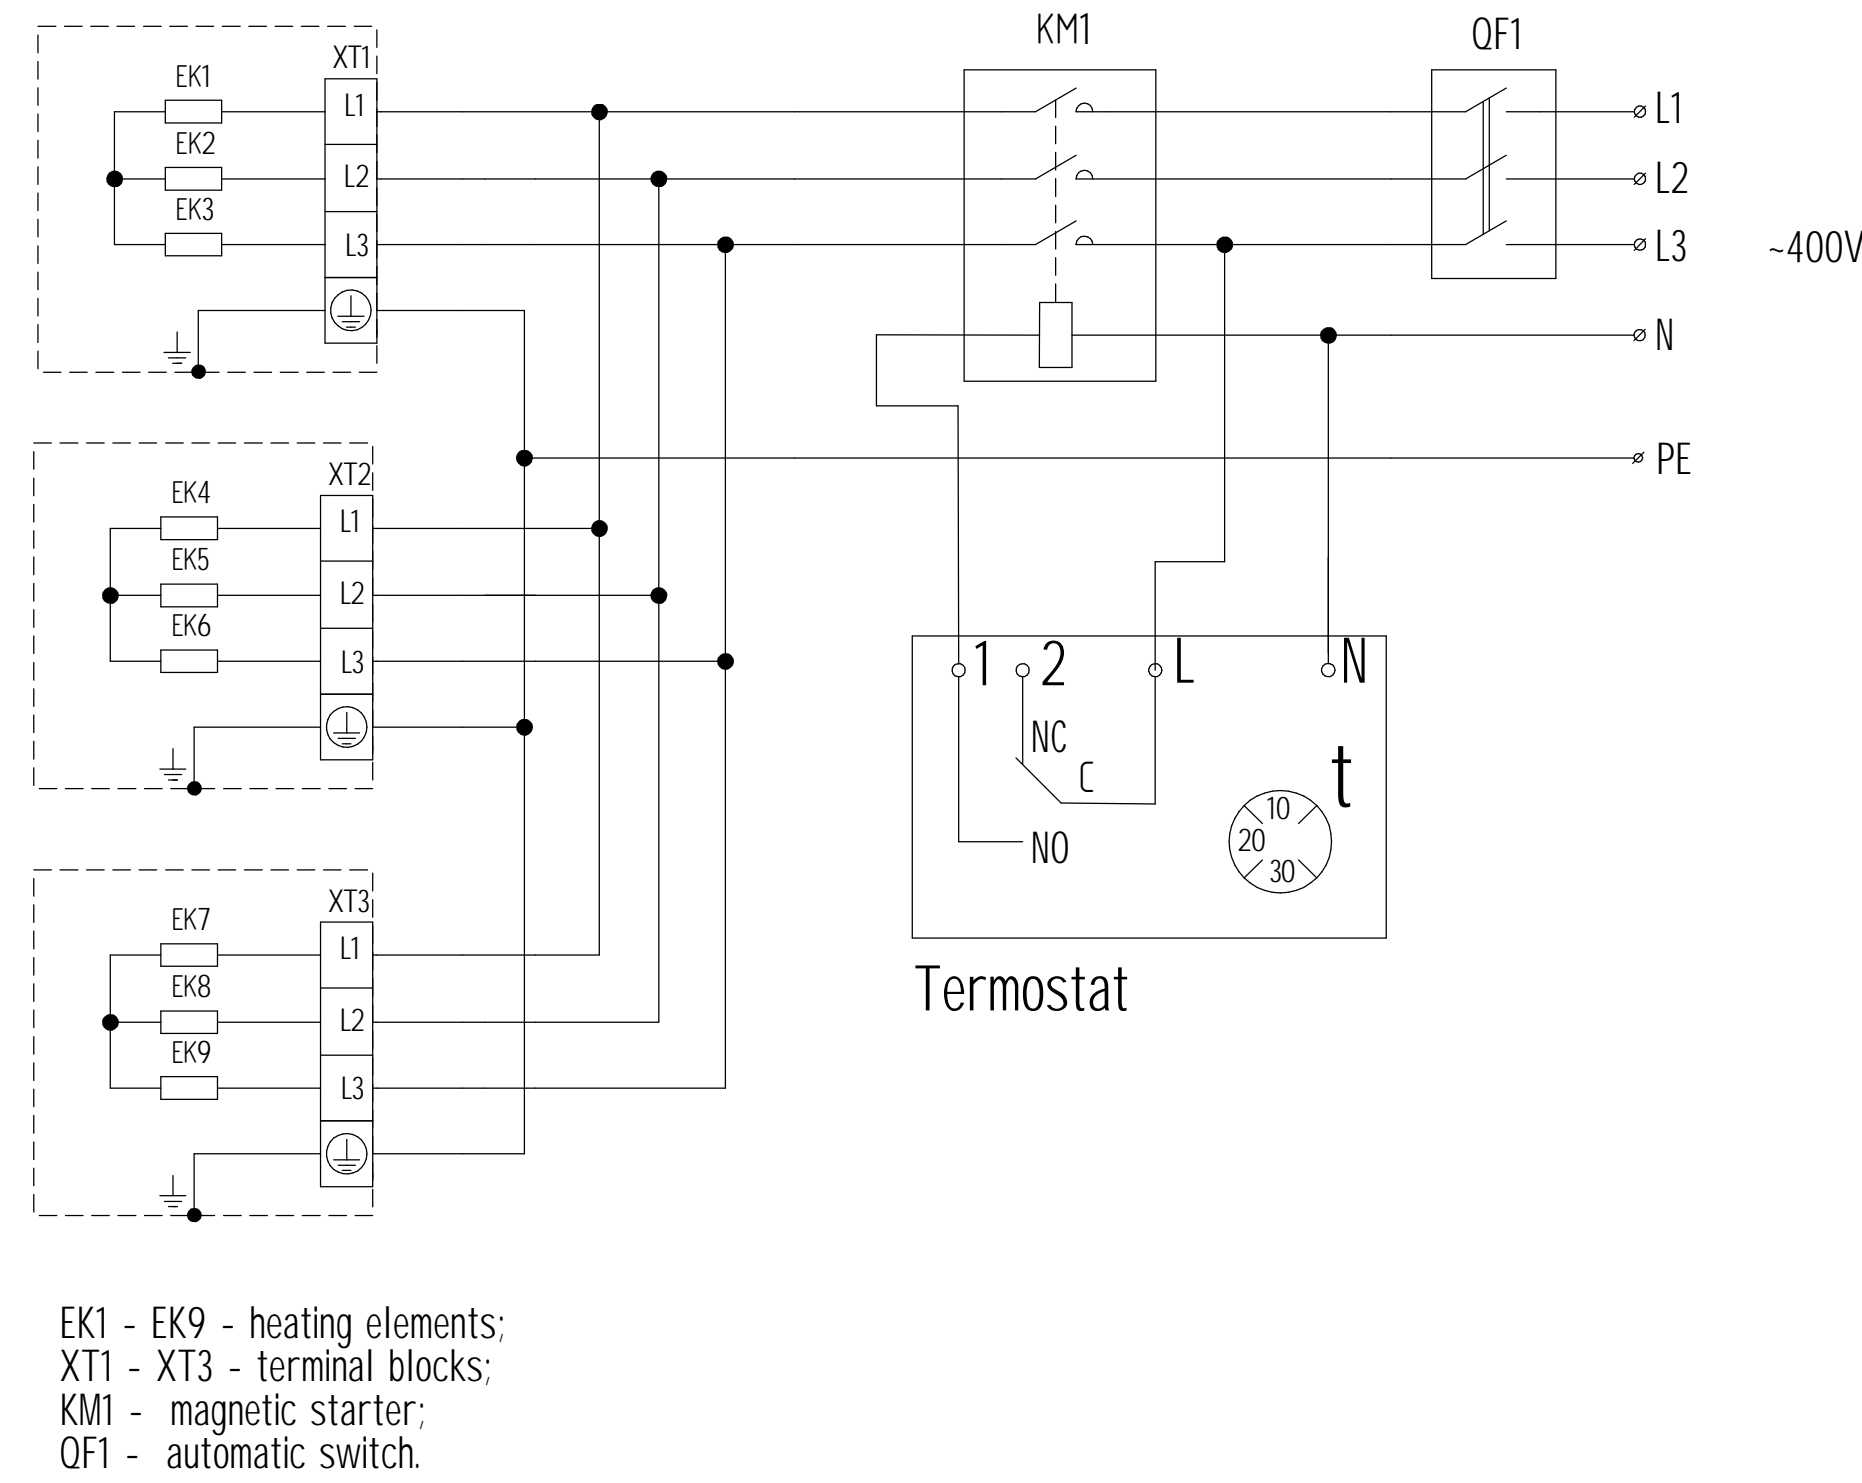 KM1
QF1
XT1
EK1
L1
EK2
L2
EK3
L3
L1
L2
L3
~400V
N
PE
XT2
EK4
L1
EK5
L2
EK6
L3
1
2
L
N
NC
C
t
NO
10
20
30
Termostat
XT3
EK7
L1
EK8
L2
EK9
L3
EK1 - EK9 - heating elements;
XT1 - XT3 - terminal blocks;
KM1 - magnetic starter;
QF1 - automatic switch.